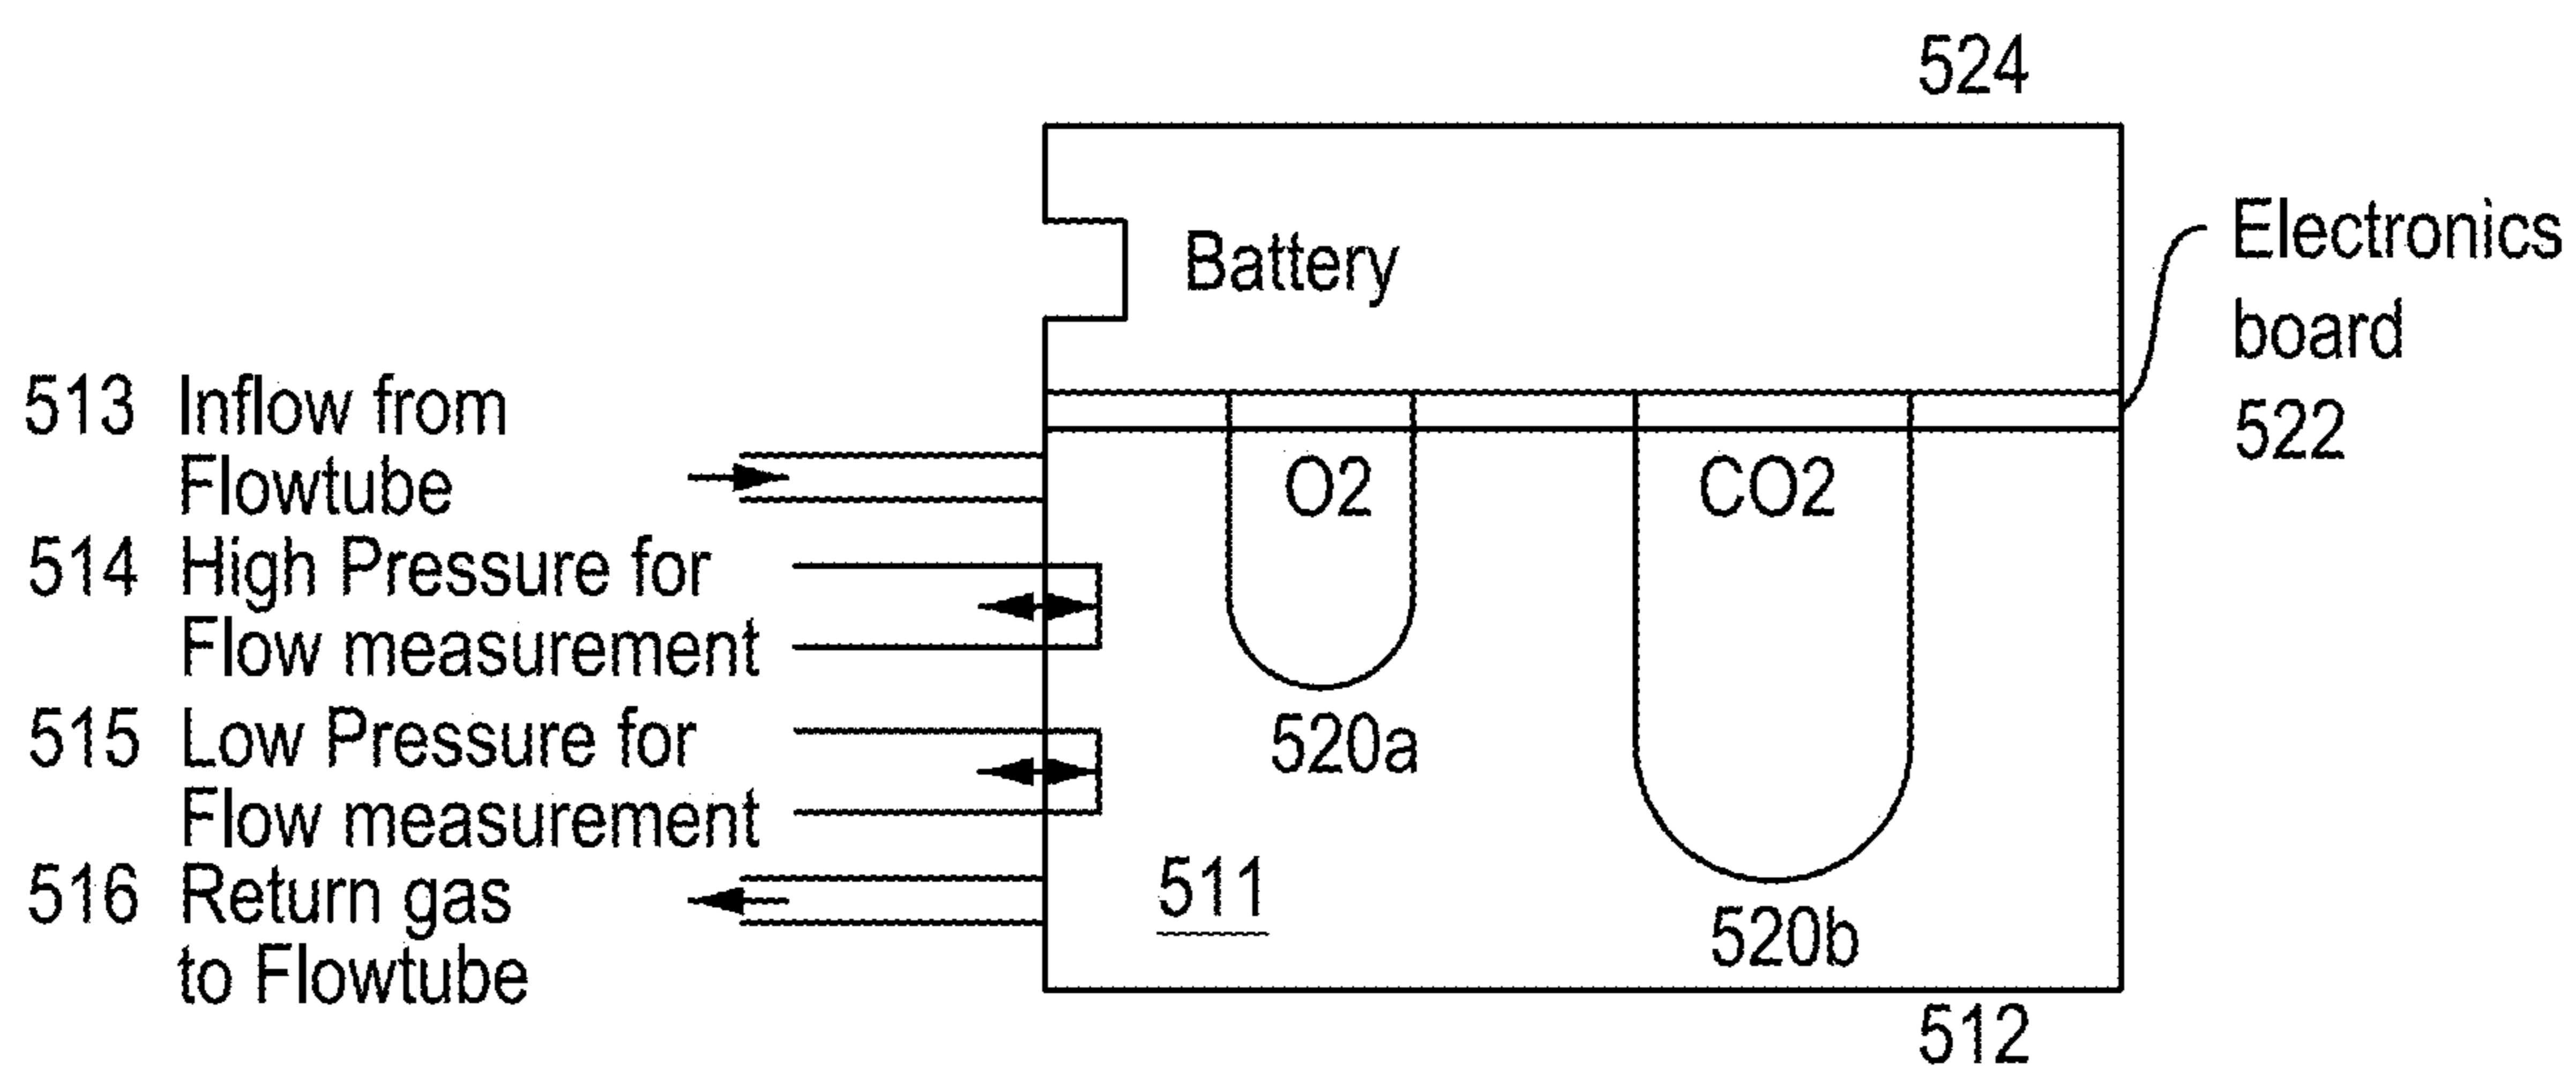 524
Battery
Electronics
board
522
513 Inflow from
Flowtube
514 High Pressure for
Flow measurement
515 Low Pressure for
Flow measurement
516 Return gas
to Flowtube
O2
CO2
520a
520b
511
512